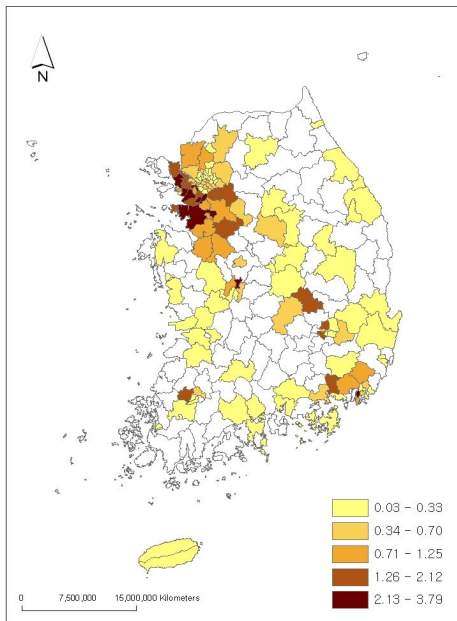 N
0.03 - 0.33
0.34 - 0.70
0.71 - 1.25
1.26 - 2.12
2.13 - 3.79
0 7,500,000 15,000,000 Kilometers